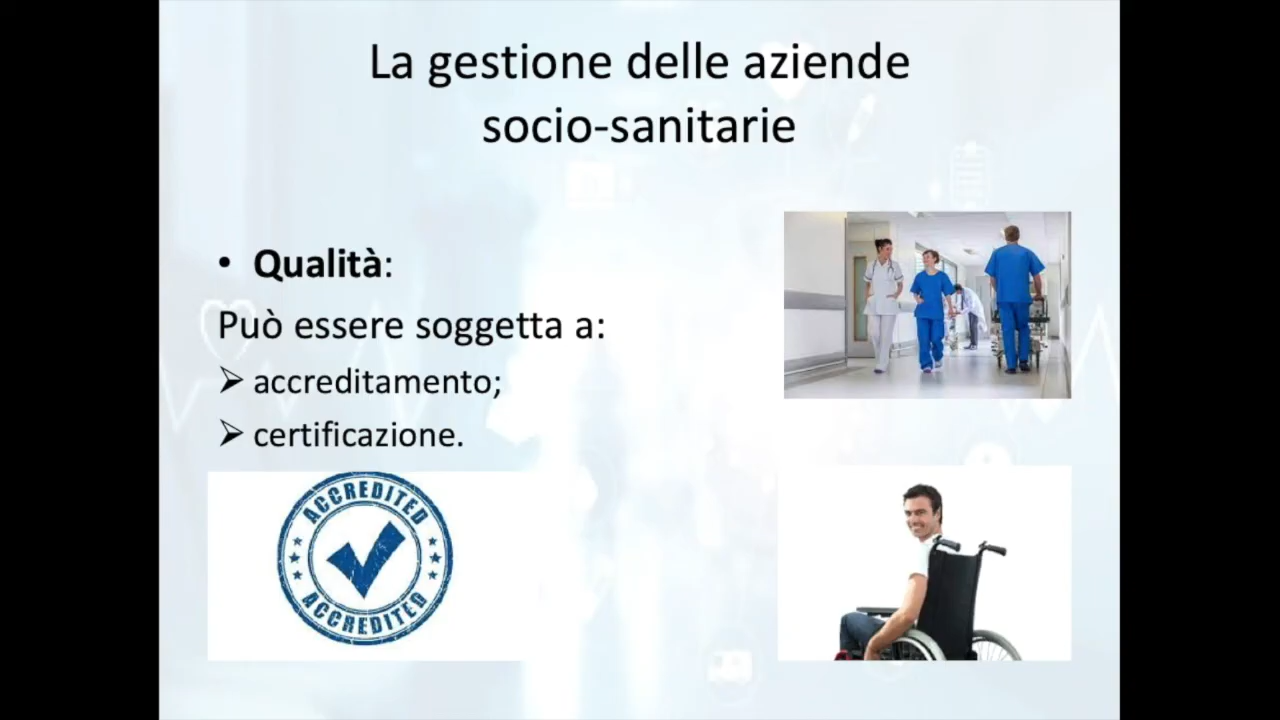 La gestione delle aziende
socio-sanitarie
• Qualità:
Può essere soggetta a:
➢ accreditamento;
➢ certificazione.
ACCREDITED
ACCREDITED